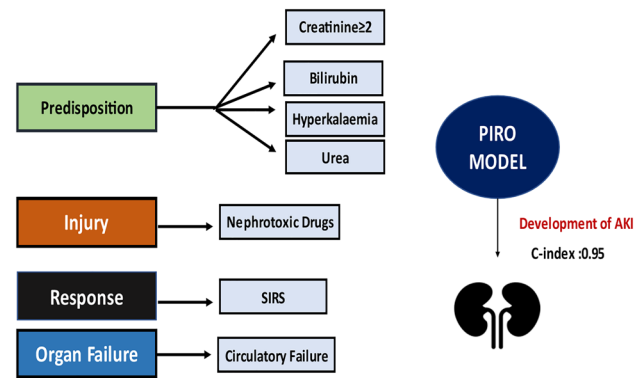 Creatinine≥2
Predisposition
Bilirubin
Hyperkalaemia
Urea
Injury
Nephrotoxic Drugs
Response
SIRS
Organ Failure
Circulatory Failure
PIRO
MODEL
Development of AKI
C-index :0.95